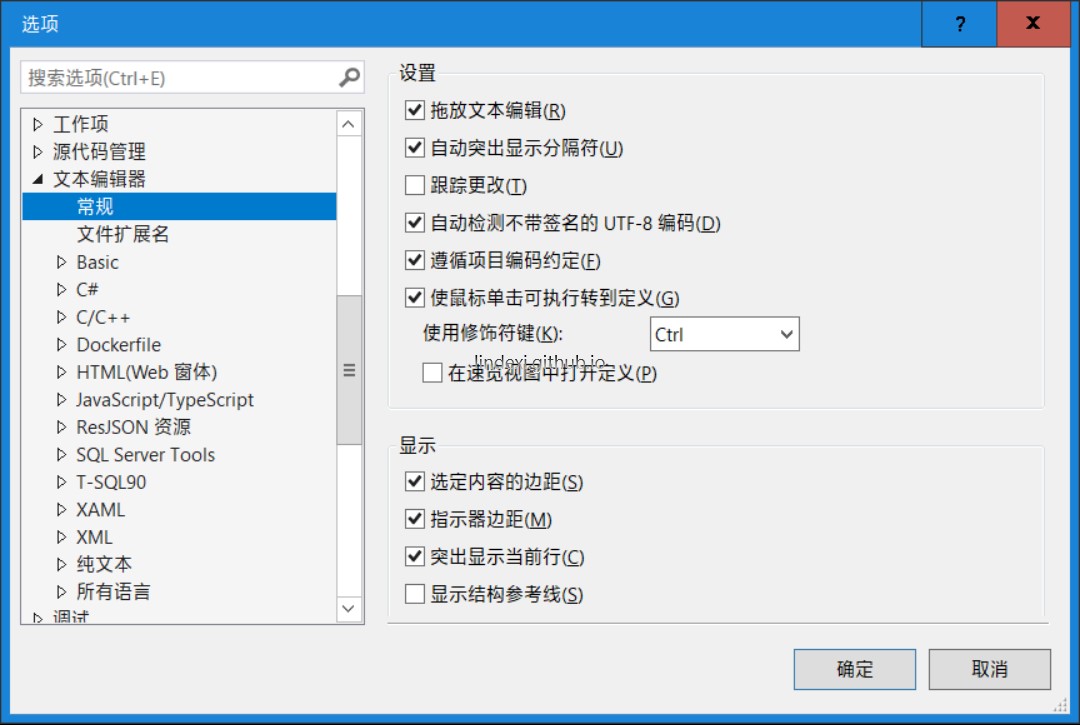 选项
?
x
搜索选项(Ctrl+E)
工作项
源代码管理
文本编辑器
常规
文件扩展名
Basic
C#
C/C++
Dockerfile
HTML(Web 窗体)
JavaScript/TypeScript
ResJSON 资源
SQL Server Tools
T-SQL90
XAML
XML
纯文本
所有语言
调试
设置
拖放文本编辑(R)
自动突出显示分隔符(U)
跟踪更改(T)
自动检测不带签名的 UTF-8 编码(D)
遵循项目编码约定(F)
使鼠标单击可执行转到定义(G)
使用修饰符键(K):
Ctrl
lindexi.github.io
在速览视图中打开定义(P)
显示
选定内容的边距(S)
指示器边距(M)
突出显示当前行(C)
显示结构参考线(S)
确定
取消